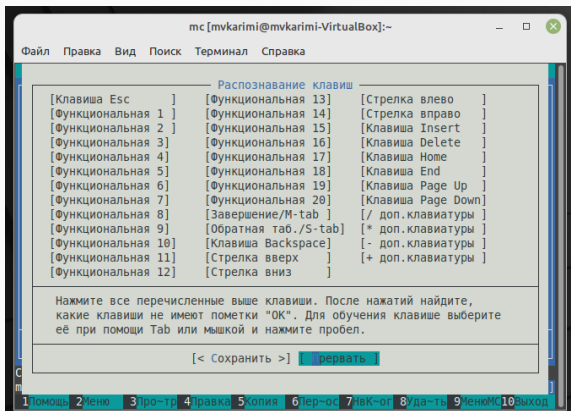 mc [mvkarimi@mvkarimi-VirtualBox]:~
Файл Правка Вид Поиск Терминал Справка
Распознавание клавиш
[Клавиша Esc ] [Функциональная 13] [Стрелка влево ]
[Функциональная 1 ] [Функциональная 14] [Стрелка вправо ]
[Функциональная 2 ] [Функциональная 15] [Клавиша Insert ]
[Функциональная 3] [Функциональная 16] [Клавиша Delete ]
[Функциональная 4] [Функциональная 17] [Клавиша Home ]
[Функциональная 5] [Функциональная 18] [Клавиша End ]
[Функциональная 6] [Функциональная 19] [Клавиша Page Up ]
[Функциональная 7] [Функциональная 20] [Клавиша Page Down]
[Функциональная 8] [Завершение/M-tab ] [/ доп.клавиатуры ]
[Функциональная 9] [Обратная таб./S-tab] [* доп.клавиатуры ]
[Функциональная 10] [Клавиша Backspace] [- доп.клавиатуры ]
[Функциональная 11] [Стрелка вверх ] [+ доп.клавиатуры ]
[Функциональная 12] [Стрелка вниз ]
Нажмите все перечисленные выше клавиши. После нажатий найдите,
какие клавиши не имеют пометки "OK". Для обучения клавише выберите
её при помощи Tab или мышкой и нажмите пробел.
[< Сохранить >] [ Прервать ]
С
m ]
1Помощь 2Меню 3Про~тр 4Правка 5Копия 6Пер~ос 7НвК~ог 8Уда~ть 9МенюMC 10Выход